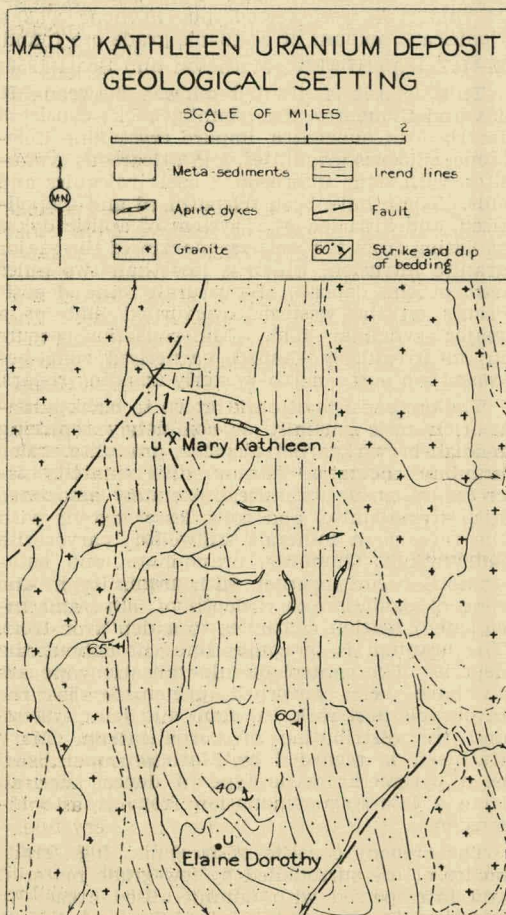 MARY KATHLEEN URANIUM DEPOSIT
GEOLOGICAL SETTING
SCALE OF MILES
0 1 2
MN
Meta-sediments
Trend lines
Aplite dykes
Fault
Granite
60° Strike and dip
of bedding
U Mary Kathleen
65°
60°
40°
U
Elaine Dorothy